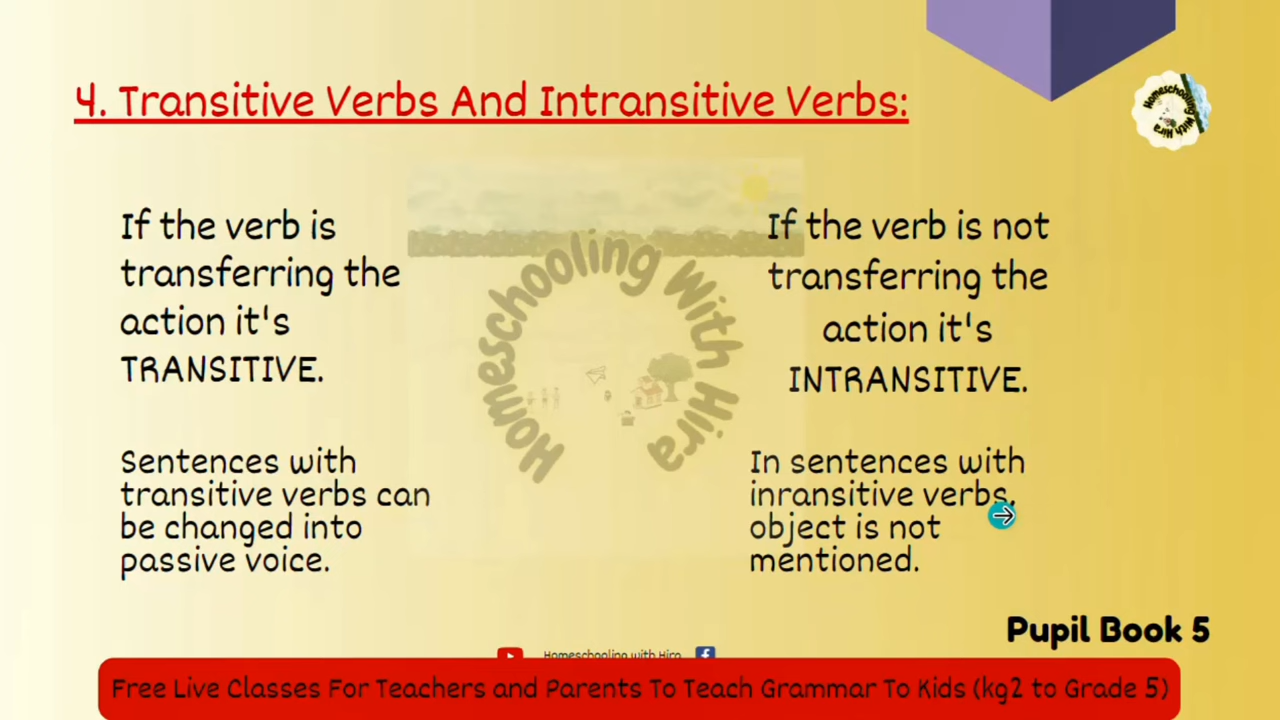 4. Transitive Verbs And Intransitive Verbs:
Homeschooling With Hira
If the verb is
transferring the
action it's
TRANSITIVE.
If the verb is not
transferring the
action it's
INTRANSITIVE.
Homeschooling With Hira
Sentences with
transitive verbs can
be changed into
passive voice.
In sentences with
inransitive verbs,
object is not
mentioned.
Pupil Book 5
Homeschooling with Hira
Free Live Classes For Teachers and Parents To Teach Grammar To Kids (kg2 to Grade 5)